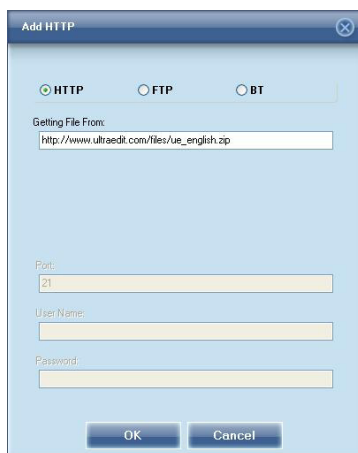 Add HTTP
HTTP FTP BT
Getting File From:
http://www.ultraedit.com/files/ue_english.zip
Port:
21
User Name:
Password:
OK Cancel